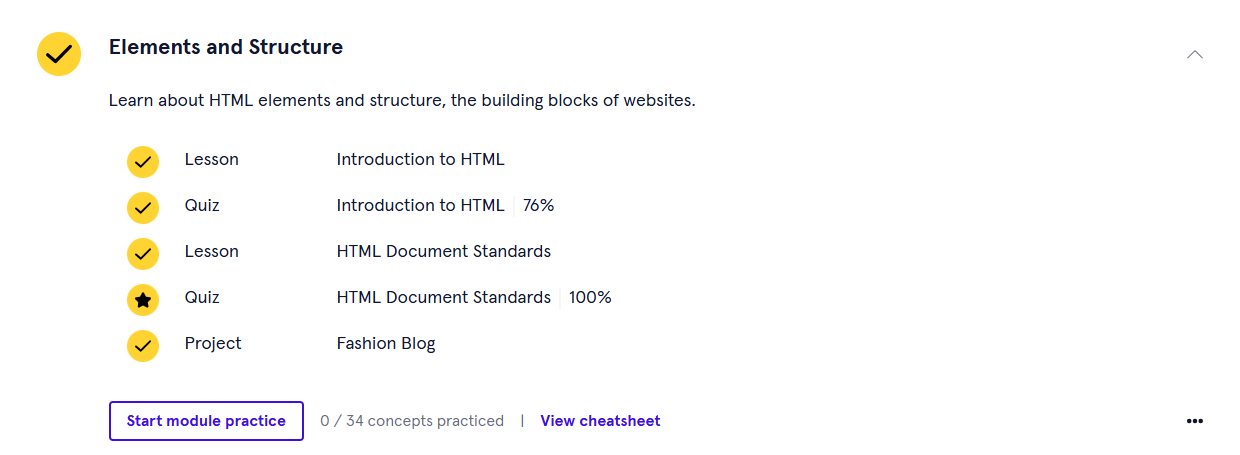 Elements and Structure
Learn about HTML elements and structure, the building blocks of websites.
Lesson Introduction to HTML
Quiz Introduction to HTML | 76%
Lesson HTML Document Standards
Quiz HTML Document Standards | 100%
Project Fashion Blog
Start module practice 0 / 34 concepts practiced | View cheatsheet